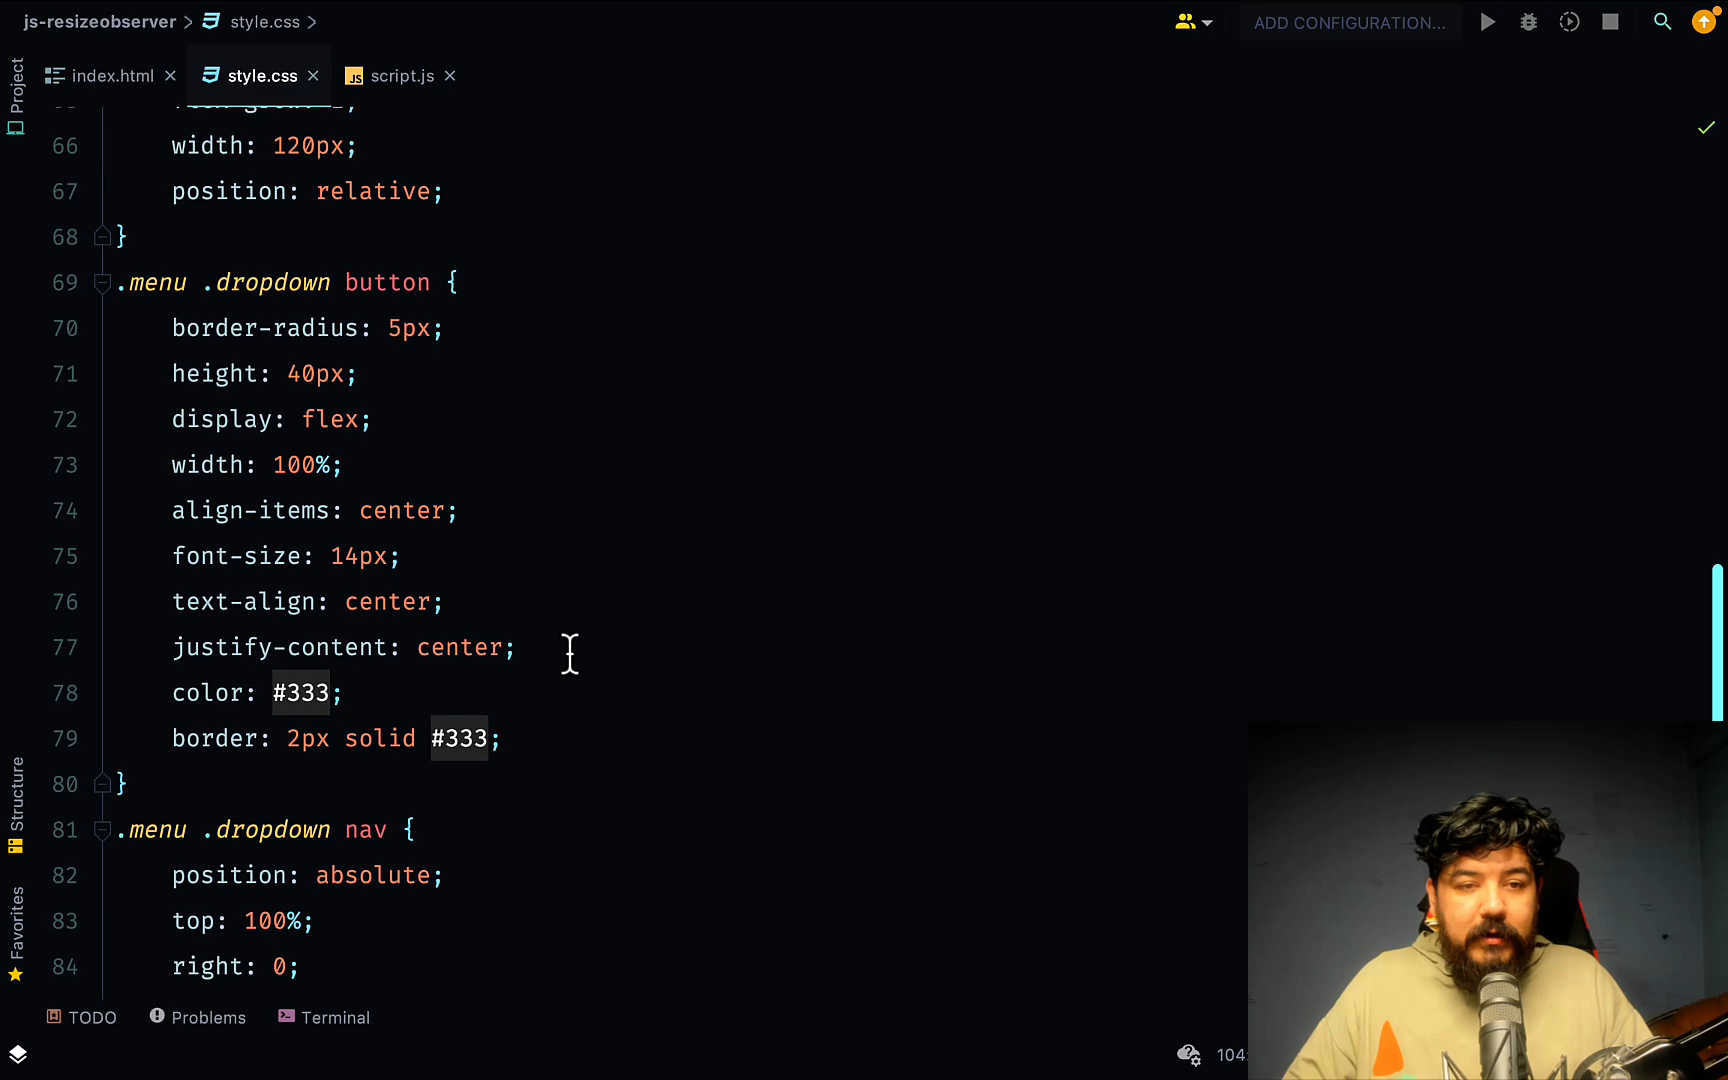 js-resizeobserver > style.css >
ADD CONFIGURATION...
Project
index.html
style.css
script.js
66 width: 120px;
67 position: relative;
68 }
69 .menu .dropdown button {
70 border-radius: 5px;
71 height: 40px;
72 display: flex;
73 width: 100%;
74 align-items: center;
75 font-size: 14px;
76 text-align: center;
77 justify-content: center;
78 color: #333;
79 border: 2px solid #333;
80 }
81 .menu .dropdown nav {
82 position: absolute;
83 top: 100%;
84 right: 0;
Structure
Favorites
TODO
Problems
Terminal
104: